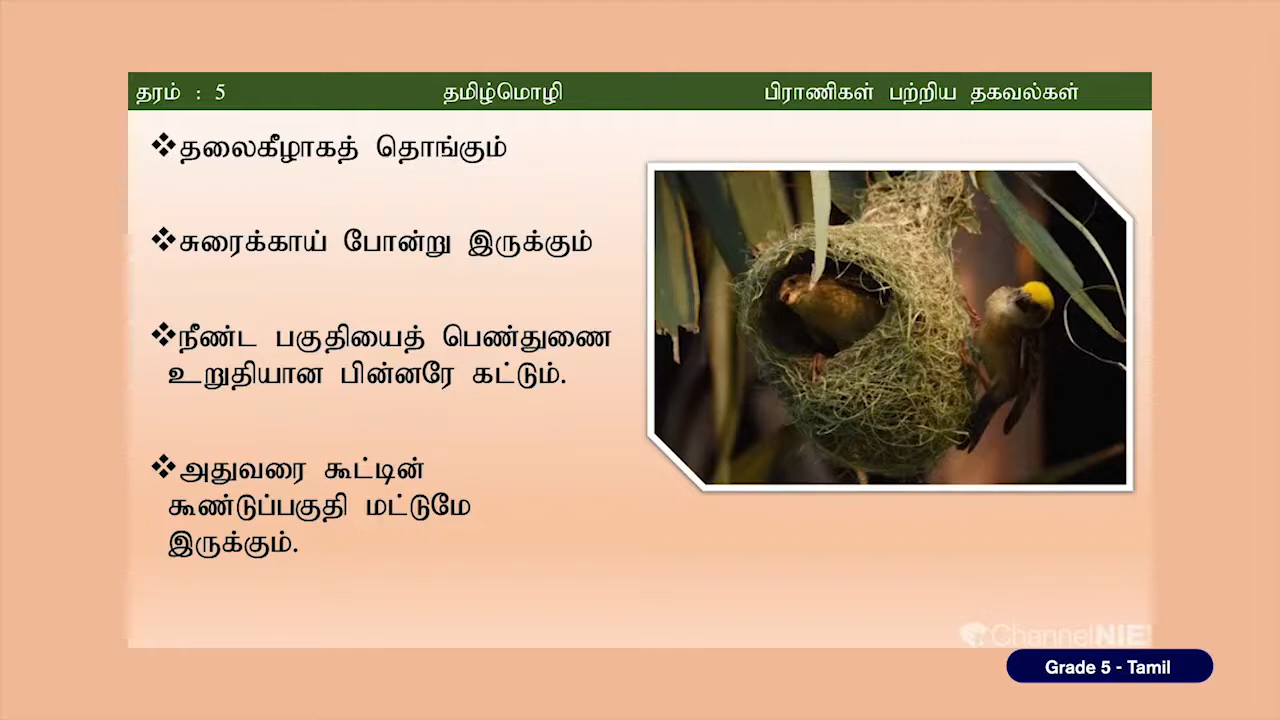 தரம் : 5 தமிழ்மொழி பிராணிகள் பற்றிய தகவல்கள்
❖தலைகீழாகத் தொங்கும்
❖சுரைக்காய் போன்று இருக்கும்
❖நீண்ட பகுதியைத் பெண்துணை
உறுதியான பின்னரே கட்டும்.
❖அதுவரை கூட்டின்
கூண்டுப்பகுதி மட்டுமே
இருக்கும்.
ChannelNIE
Grade 5 - Tamil